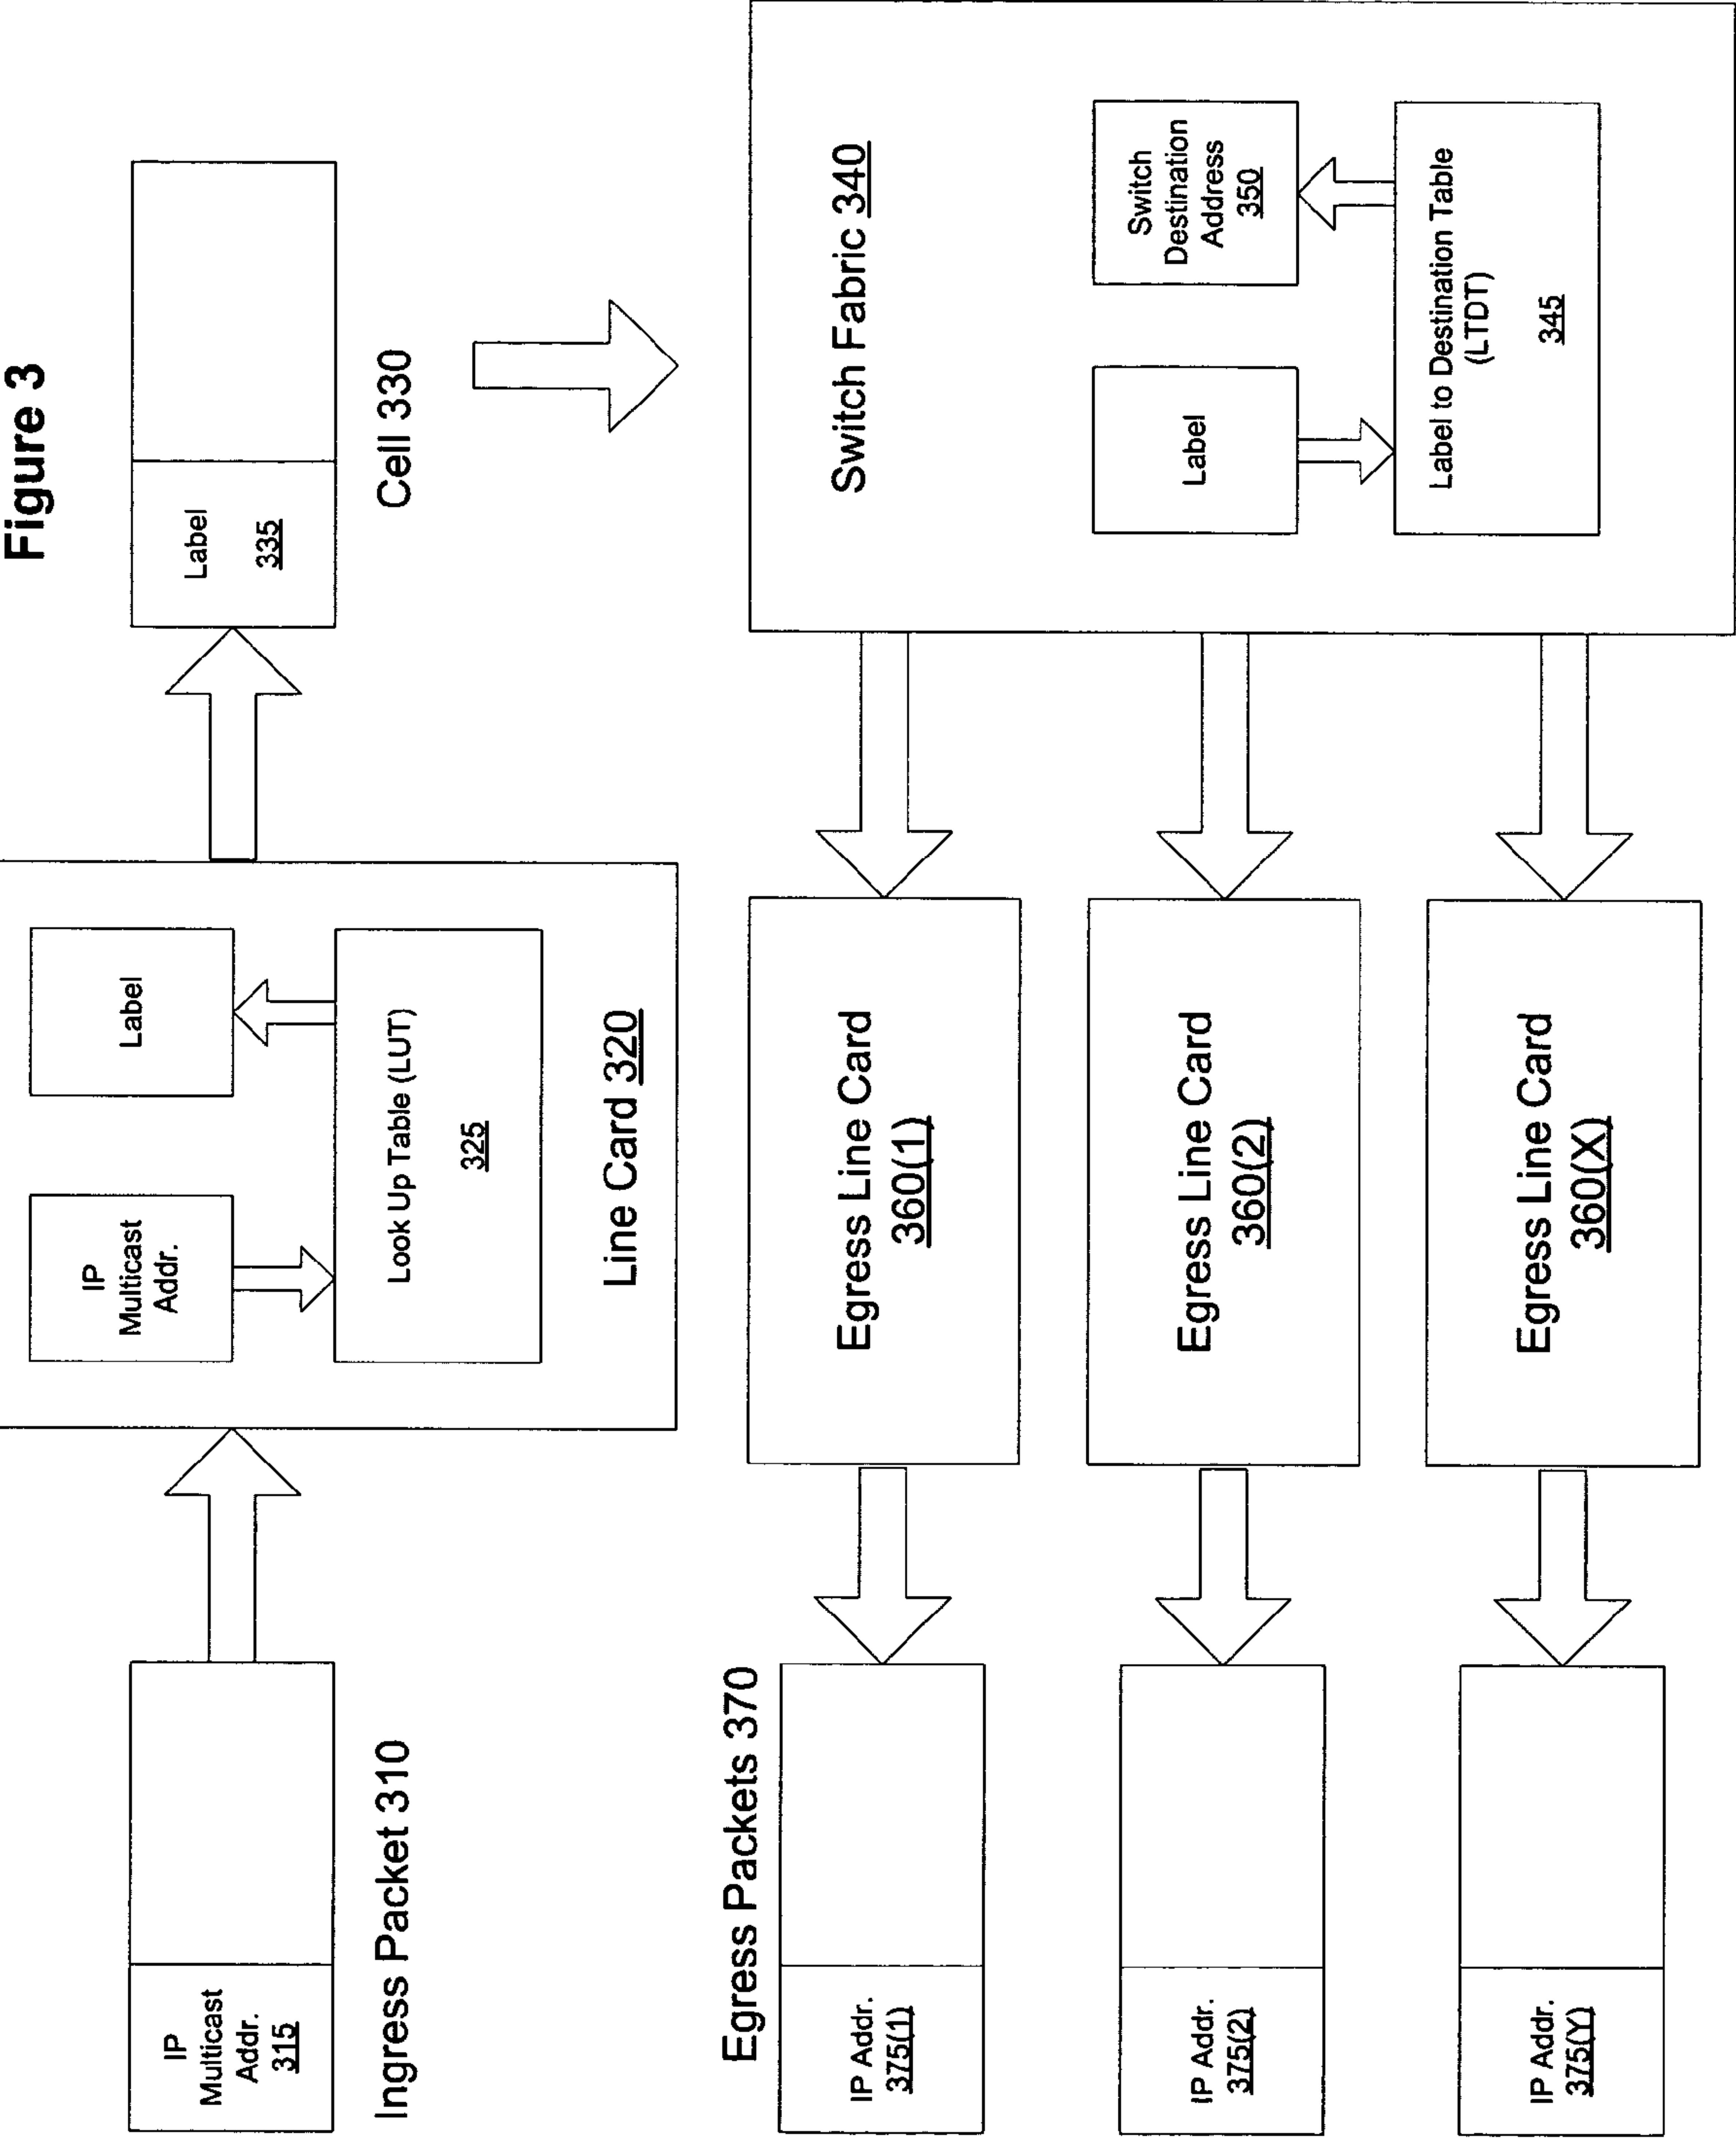 Figure 3
IP
Multicast
Addr.
315
Ingress Packet 310
IP
Multicast
Addr.
Label
Look Up Table (LUT)
325
Line Card 320
Label
335
Cell 330
Switch Fabric 340
Label
Switch
Destination
Address
350
Label to Destination Table
(LTDT)
345
Egress Line Card
360(1)
Egress Line Card
360(2)
Egress Line Card
360(X)
Egress Packets 370
IP Addr.
375(1)
IP Addr.
375(2)
IP Addr.
375(Y)